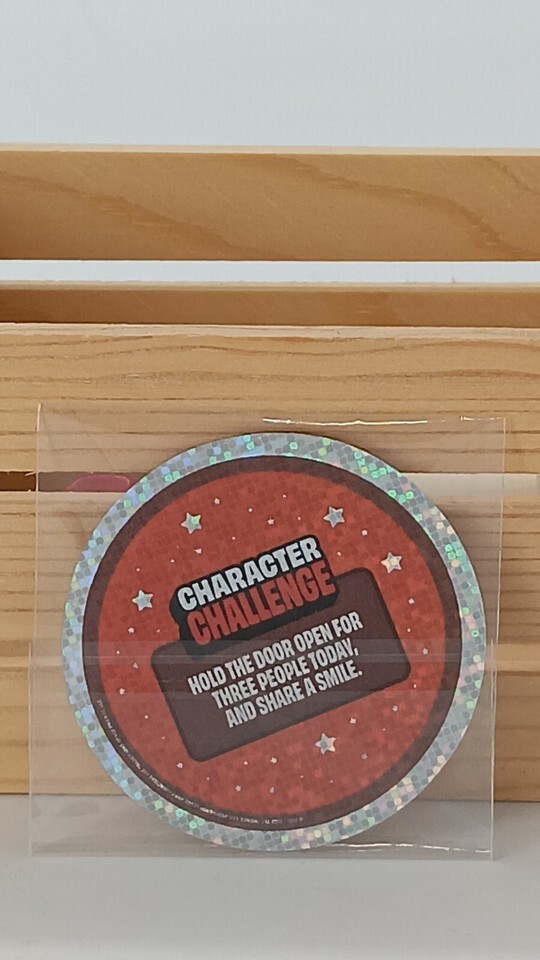 CHARACTER
CHALLENGE
HOLD THE DOOR OPEN FOR
THREE PEOPLE TODAY,
AND SHARE A SMILE.